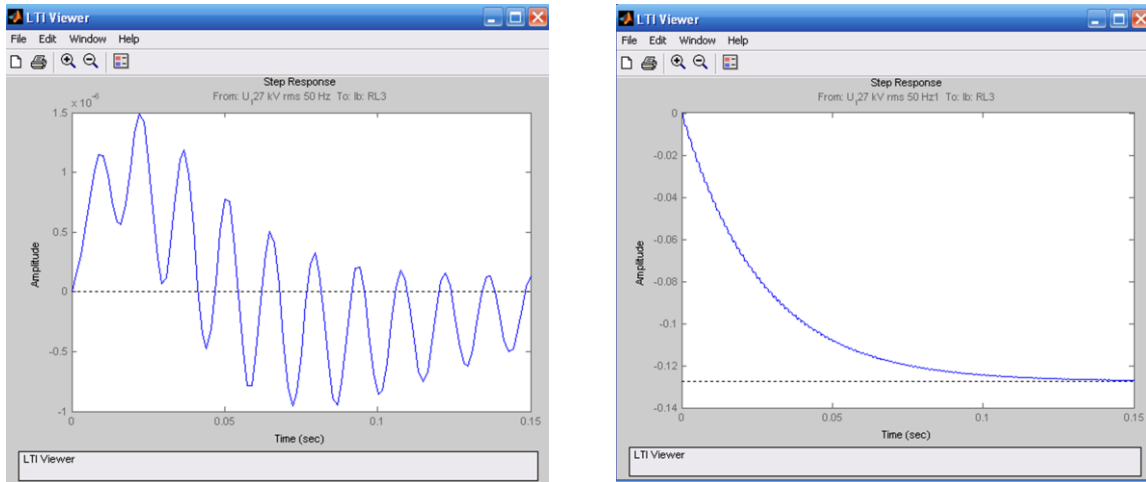 LTI Viewer
File Edit Window Help
Step Response
From: U_127 kV rms 50 Hz To: Ib: RL3
x 10^-6
1.5
1
0.5
0
-0.5
-1
Amplitude
0 0.05 0.1 0.15
Time (sec)
LTI Viewer
LTI Viewer
File Edit Window Help
Step Response
From: U_127 kV rms 50 Hz1 To: Ib: RL3
0
-0.02
-0.04
-0.06
-0.08
-0.1
-0.12
-0.14
Amplitude
0 0.05 0.1 0.15
Time (sec)
LTI Viewer